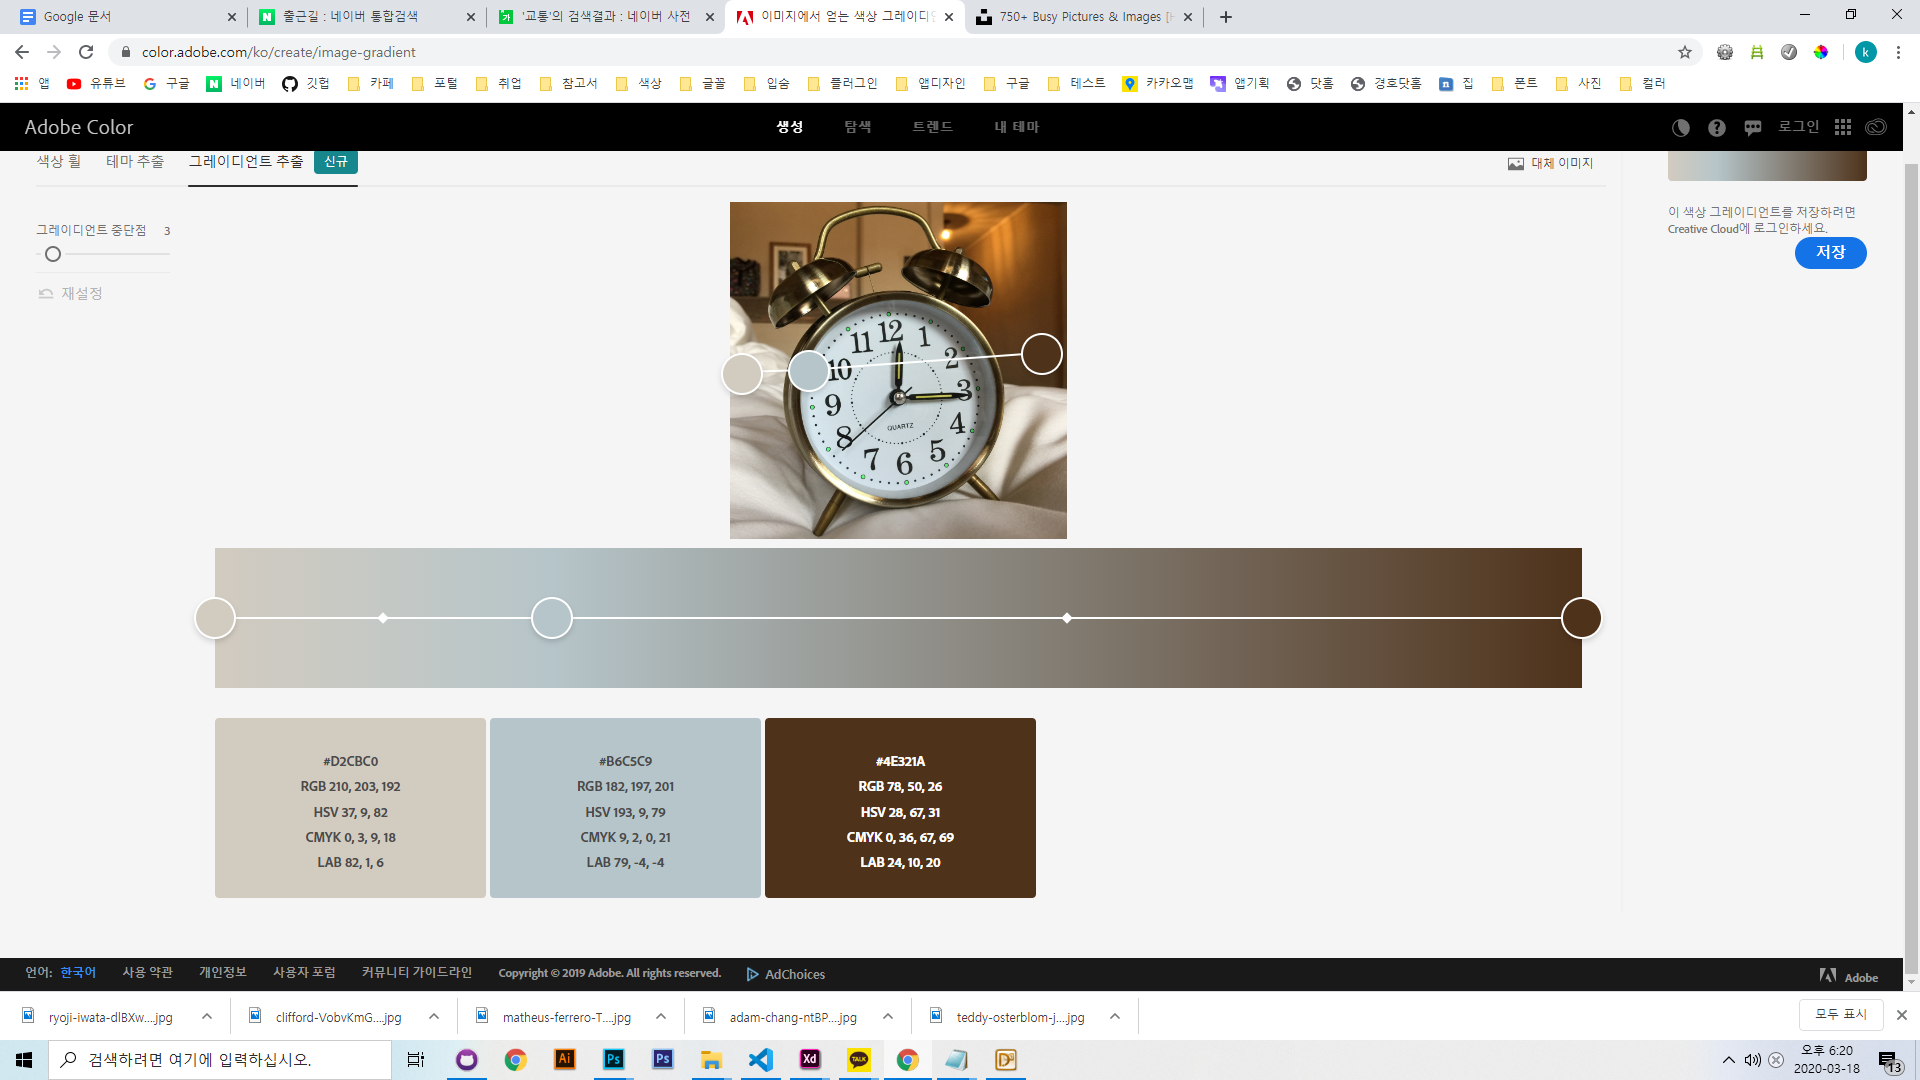 Google 문서
출근길 : 네이버 통합검색
'교통'의 검색결과 : 네이버 사전
이미지에서 얻는 색상 그레이디언
750+ Busy Pictures & Images [H
color.adobe.com/ko/create/image-gradient
k
앱
유튜브
구글
네이버
깃헙
카페
포털
취업
참고서
색상
글꼴
입숨
플러그인
앱디자인
구글
테스트
카카오맵
앱기획
닷홈
경호닷홈
집
폰트
사진
컬러
Adobe Color
생성
탐색
트렌드
내 테마
로그인
색상 휠
테마 추출
그레이디언트 추출
신규
대체 이미지
그레이디언트 중단점 3
재설정
이 색상 그레이디언트를 저장하려면
Creative Cloud에 로그인하세요.
저장
12
1
2
3
4
5
6
7
8
9
10
11
QUARTZ
#D2CBC0
RGB 210, 203, 192
HSV 37, 9, 82
CMYK 0, 3, 9, 18
LAB 82, 1, 6
#B6C5C9
RGB 182, 197, 201
HSV 193, 9, 79
CMYK 9, 2, 0, 21
LAB 79, -4, -4
#4E321A
RGB 78, 50, 26
HSV 28, 67, 31
CMYK 0, 36, 67, 69
LAB 24, 10, 20
언어: 한국어
사용 약관
개인정보
사용자 포럼
커뮤니티 가이드라인
Copyright © 2019 Adobe. All rights reserved.
AdChoices
Adobe
ryoji-iwata-dlBXw....jpg
clifford-VobvKmG....jpg
matheus-ferrero-T....jpg
adam-chang-ntBP....jpg
teddy-osterblom-j....jpg
모두 표시
검색하려면 여기에 입력하십시오.
Ai
Ps
Ps
Xd
TALK
오후 6:20
2020-03-18
13